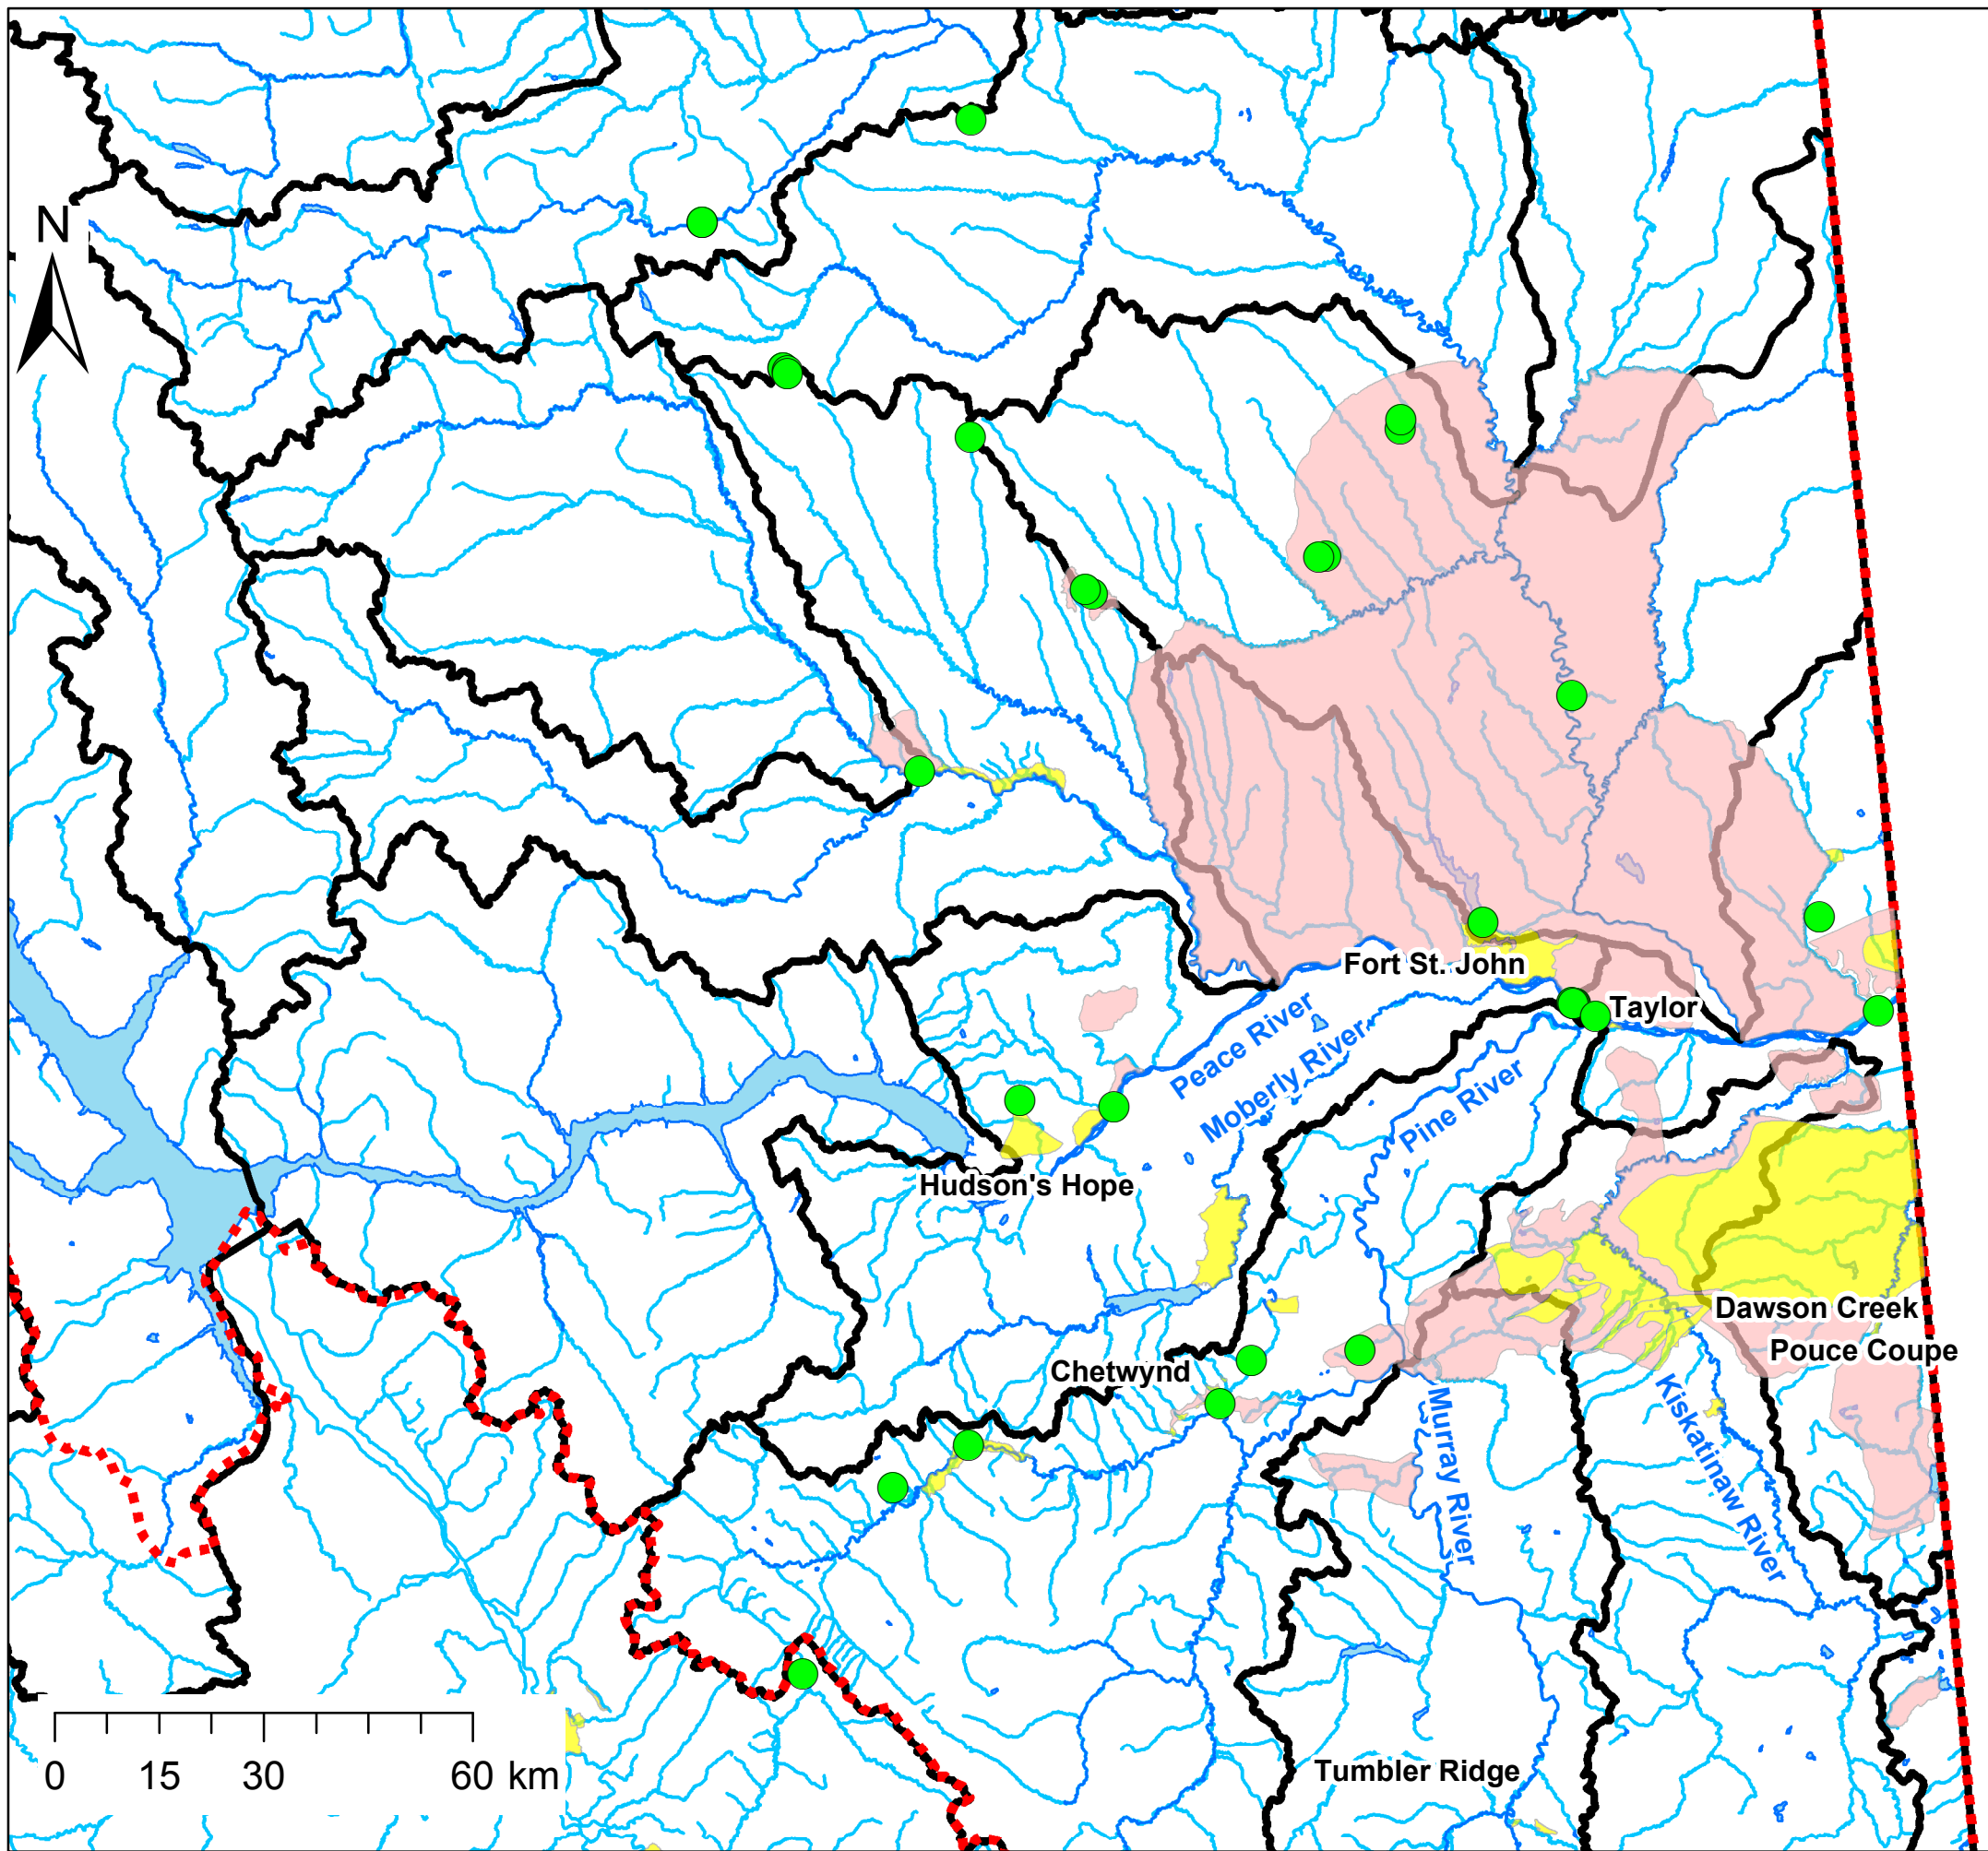 N
Fort St. John
Taylor
Peace River
Moberly River
Pine River
Hudson's Hope
Dawson Creek
Pouce Coupe
Chetwynd
Murray River
Kiskatinaw River
Tumbler Ridge
0 15 30 60 km